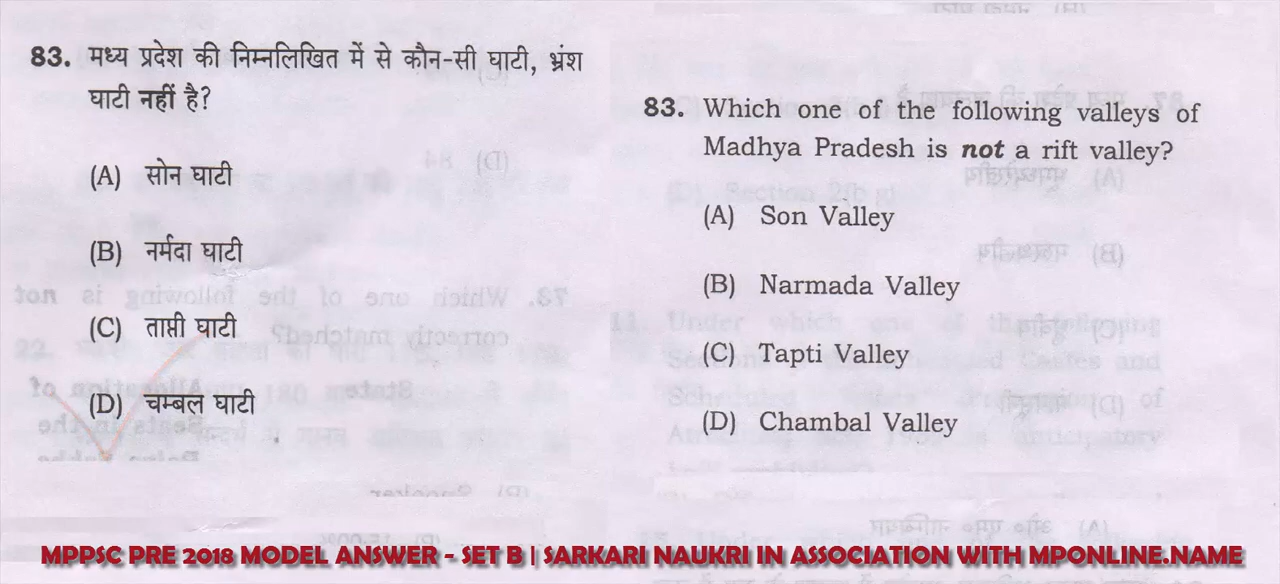 83. मध्य प्रदेश की निम्नलिखित में से कौन-सी घाटी, भ्रंश
घाटी नहीं है?
(A) सोन घाटी
(B) नर्मदा घाटी
(C) ताप्ती घाटी
(D) चम्बल घाटी
83. Which one of the following valleys of
Madhya Pradesh is not a rift valley?
(A) Son Valley
(B) Narmada Valley
(C) Tapti Valley
(D) Chambal Valley
MPPSC PRE 2018 MODEL ANSWER - SET B | SARKARI NAUKRI IN ASSOCIATION WITH MPONLINE.NAME